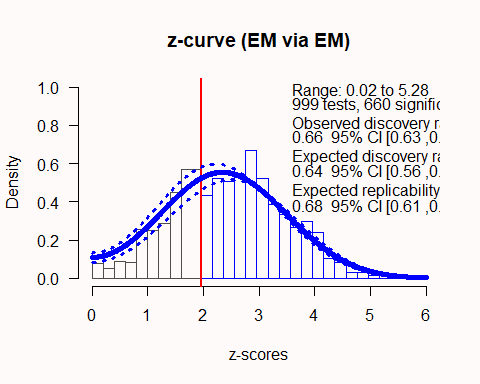 z-curve (EM via EM)
Range: 0.02 to 5.28
999 tests, 660 signific
Observed discovery ra
0.66 95% CI [0.63 ,0.
Expected discovery ra
0.64 95% CI [0.56 ,0.
Expected replicability
0.68 95% CI [0.61 ,0.
1.0
0.8
0.6
0.4
0.2
0.0
Density
0 1 2 3 4 5 6
z-scores